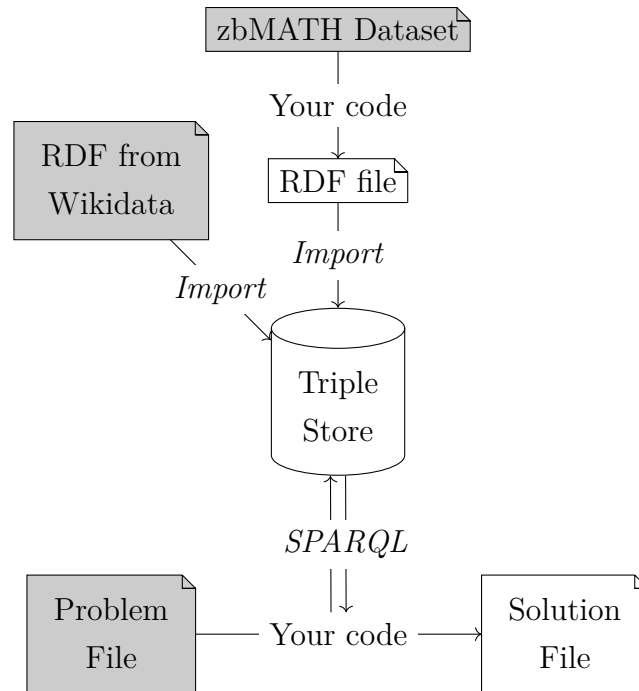 zbMATH Dataset
Your code
RDF from
Wikidata
RDF file
Import
Import
Triple
Store
SPARQL
Problem
File
Your code
Solution
File